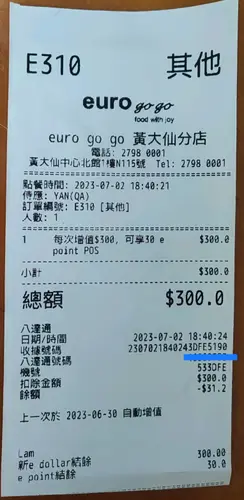 E310 其他
euro go go
food with joy
euro go go 黃大仙分店
電話: 2798 0001
黃大仙中心北館1樓N115號 Tel: 2798 0001
點餐時間: 2023-07-02 18:40:21
侍應: YAN(QA)
訂單編號: E310 [其他]
人數: 1
1 每次增值$300, 可享30 e $300.0
point POS
小計 $300.0
總額 $300.0
八達通
日期/時間 2023-07-02 18:40:24
收據號碼 2307021840243DFE5190
八達通號碼
機號 533DFE
扣除金額 $300.0
餘額 -$31.2
上一次於 2023-06-30 自動增值
Lam
新e dollar結餘 300.00
e point結餘 30.0